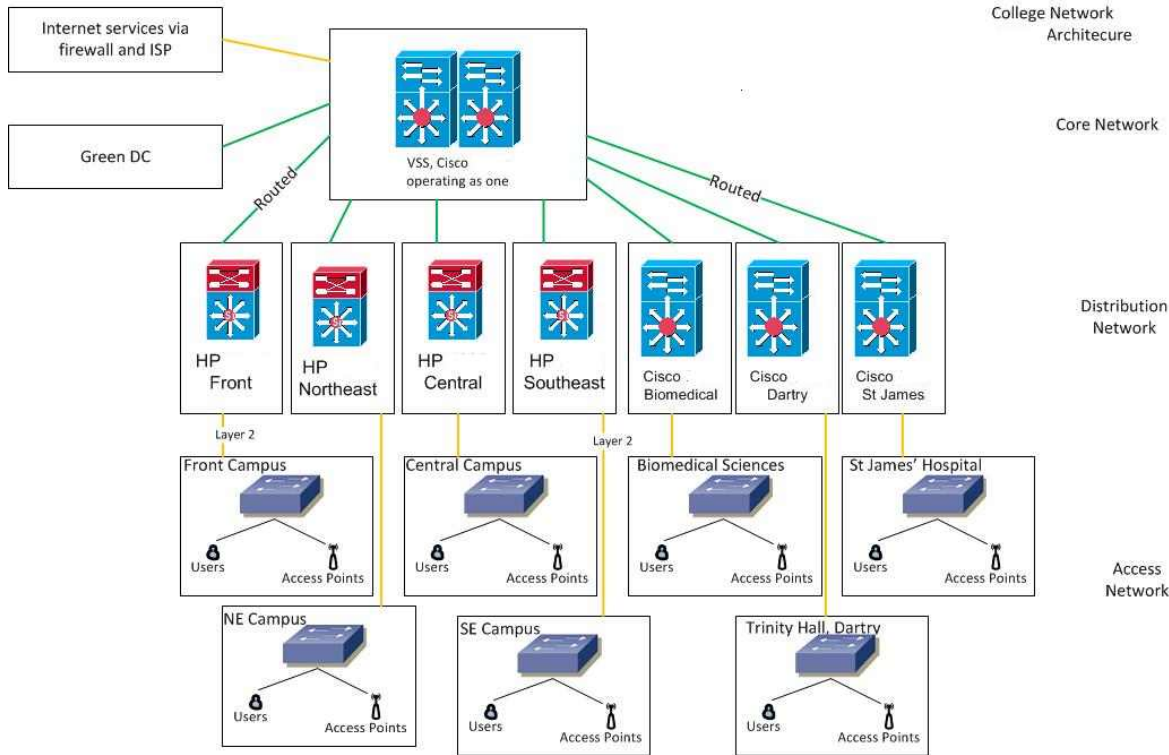 College Network
Architecure
Internet services via
firewall and ISP
Core Network
Green DC
VSS, Cisco
operating as one
Routed
Routed
Distribution
Network
HP
Front
HP
Northeast
HP
Central
HP
Southeast
Cisco
Biomedical
Cisco
Dartry
Cisco
St James
Layer 2
Layer 2
Front Campus
Users
Access Points
Central Campus
Users
Access Points
Biomedical Sciences
Users
Access Points
St James' Hospital
Users
Access Points
Access
Network
NE Campus
Users
Access Points
SE Campus
Users
Access Points
Trinity Hall, Dartry
Users
Access Points